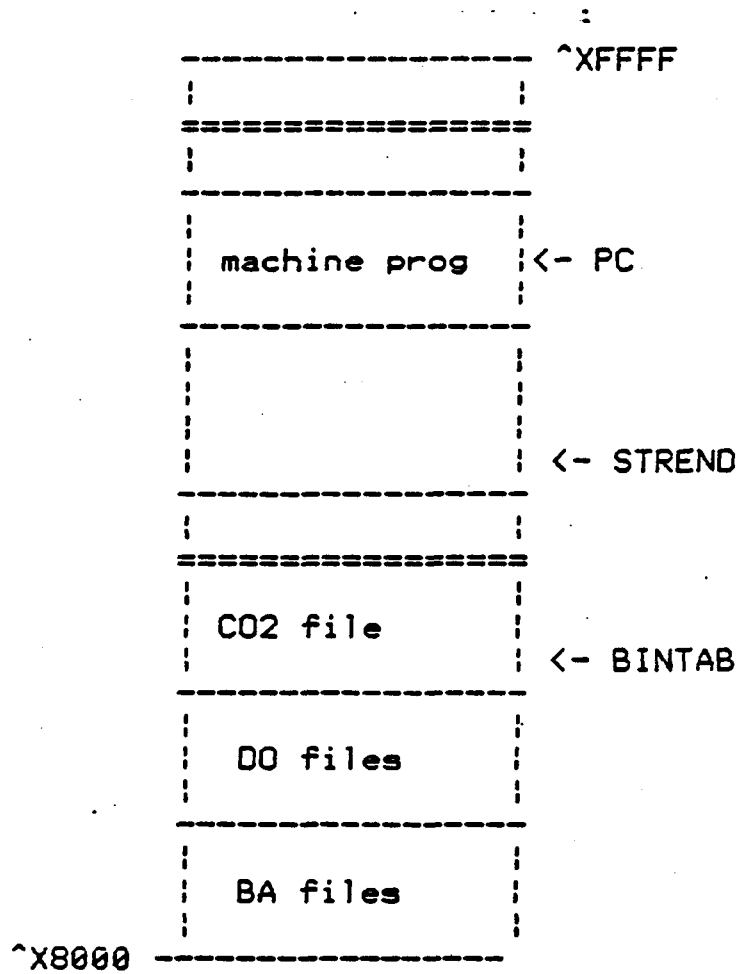 ^XFFFF
machine prog <- PC
<- STREND
CO2 file
<- BINTAB
DO files
BA files
^X8000